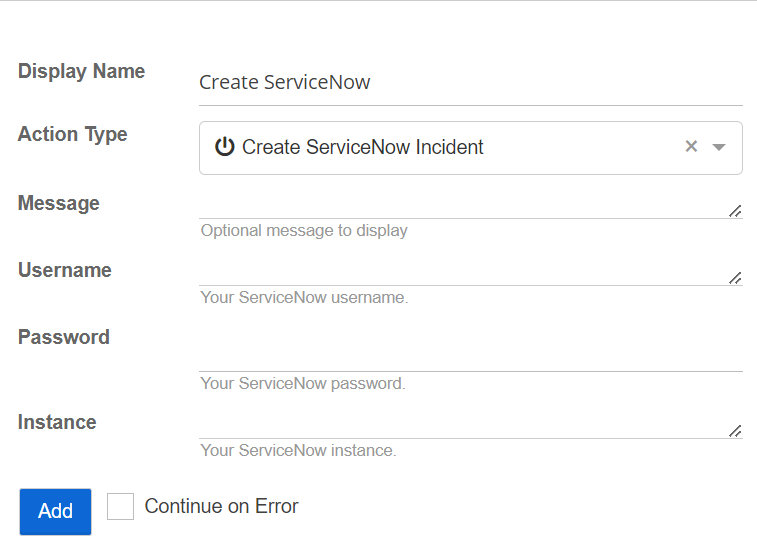 Display Name
Create ServiceNow
Action Type
Create ServiceNow Incident
Message
Optional message to display
Username
Your ServiceNow username.
Password
Your ServiceNow password.
Instance
Your ServiceNow instance.
Add
Continue on Error